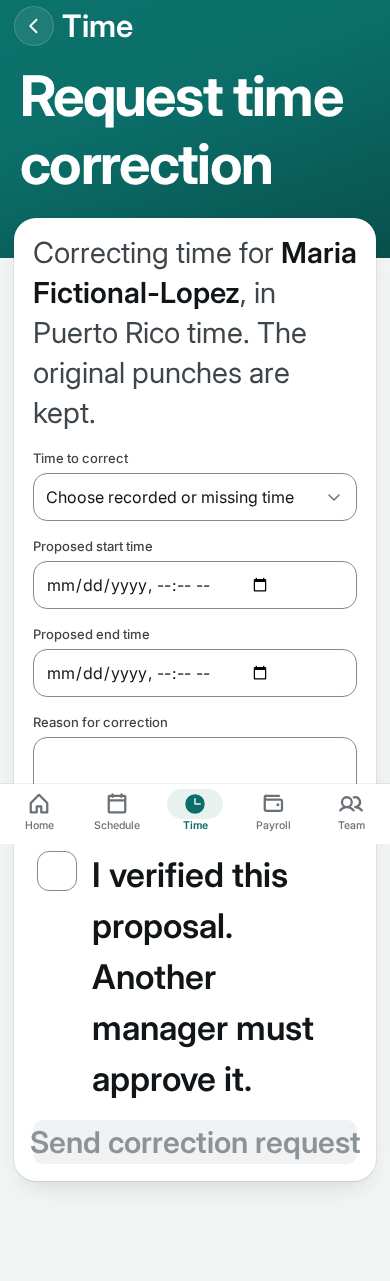 Time
Request time
correction
Correcting time for Maria
Fictional-Lopez, in
Puerto Rico time. The
original punches are
kept.
Time to correct
Choose recorded or missing time
Proposed start time
mm/dd/yyyy, --:-- --
Proposed end time
mm/dd/yyyy, --:-- --
Reason for correction
Home Schedule Time Payroll Team
I verified this
proposal.
Another
manager must
approve it.
Send correction request